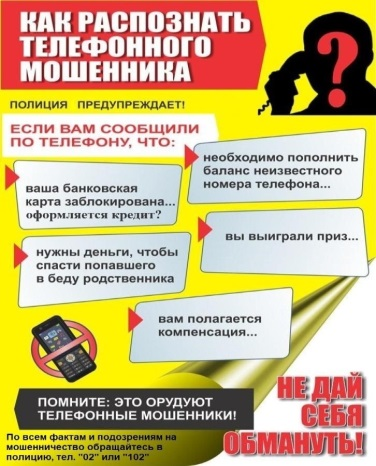 КАК РАСПОЗНАТЬ
ТЕЛЕФОННОГО
МОШЕННИКА
?
ПОЛИЦИЯ ПРЕДУПРЕЖДАЕТ!
ЕСЛИ ВАМ СООБЩИЛИ
ПО ТЕЛЕФОНУ, ЧТО:
ваша банковская
карта заблокирована...
оформляется кредит?
необходимо пополнить
баланс неизвестного
номера телефона...
нужны деньги, чтобы
спасти попавшего
в беду родственника
вы выиграли приз...
вам полагается
компенсация...
ПОМНИТЕ: ЭТО ОРУДУЮТ
ТЕЛЕФОННЫЕ МОШЕННИКИ!
По всем фактам и подозрениям на
мошенничество обращайтесь в
полицию, тел. "02" или "102"
НЕ ДАЙ
СЕБЯ
ОБМАНУТЬ!